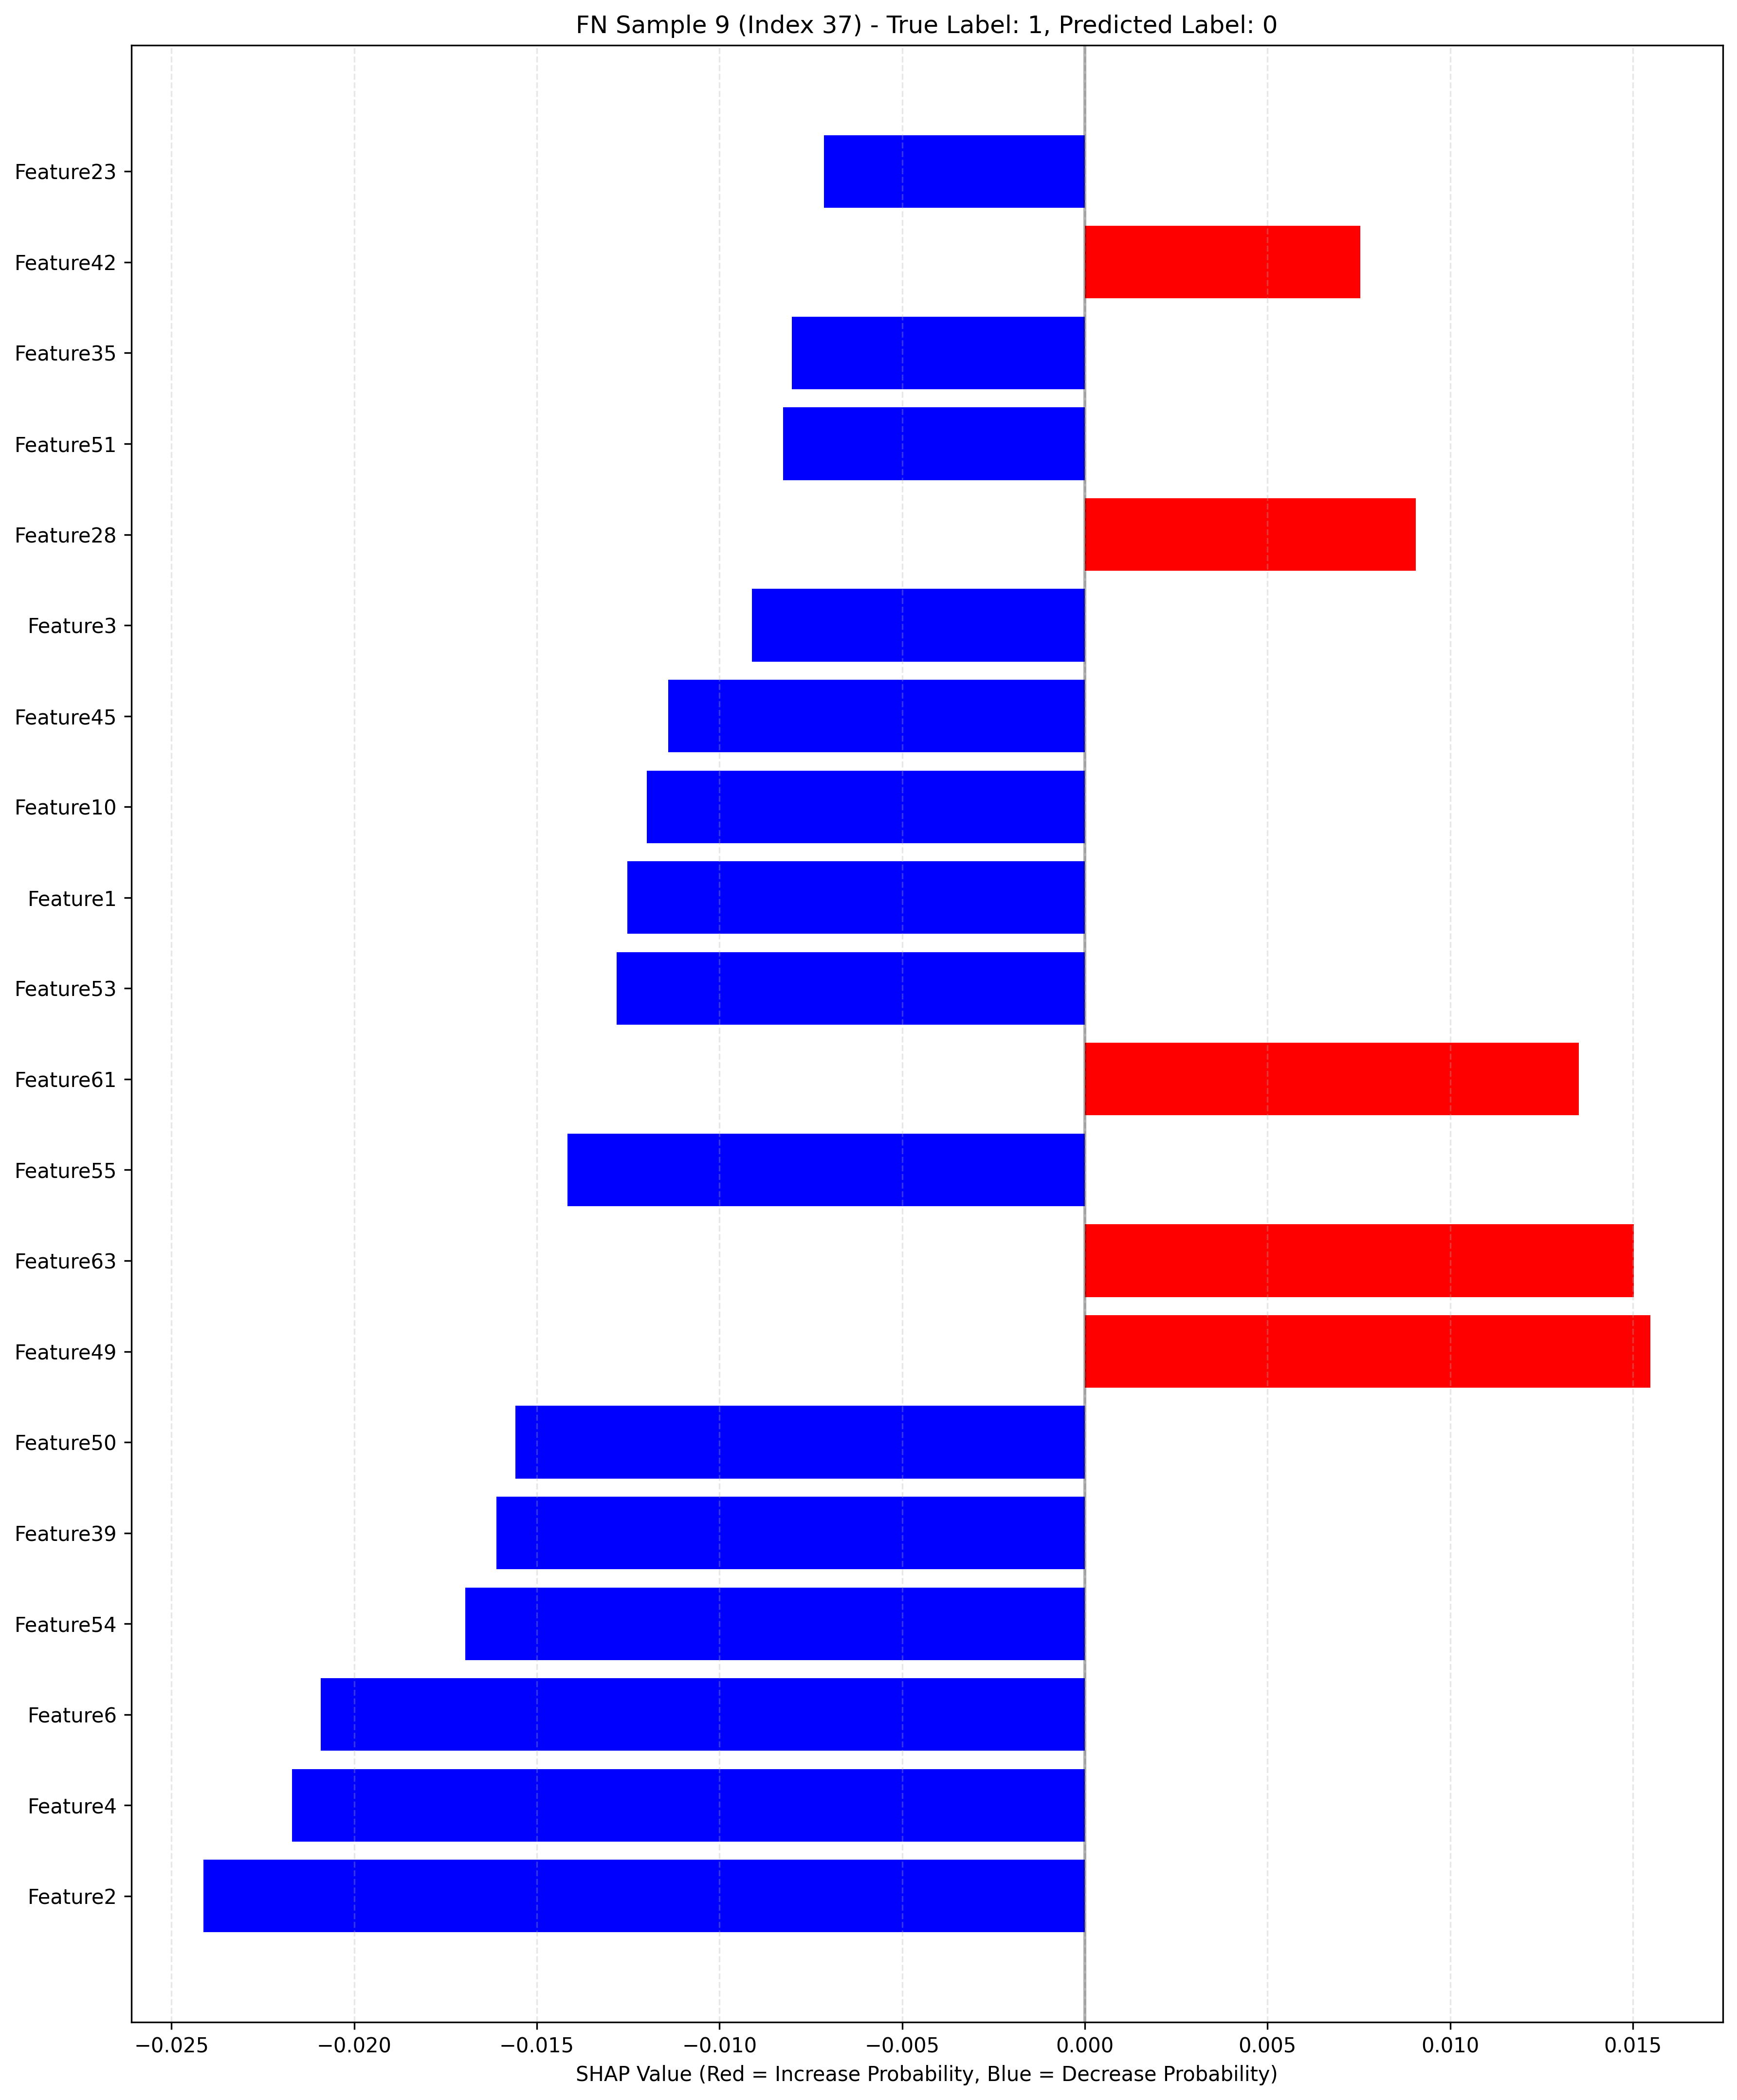 FN Sample 9 (Index 37) - True Label: 1, Predicted Label: 0
Feature23
Feature42
Feature35
Feature51
Feature28
Feature3
Feature45
Feature10
Feature1
Feature53
Feature61
Feature55
Feature63
Feature49
Feature50
Feature39
Feature54
Feature6
Feature4
Feature2
−0.025 −0.020 −0.015 −0.010 −0.005 0.000 0.005 0.010 0.015
SHAP Value (Red = Increase Probability, Blue = Decrease Probability)